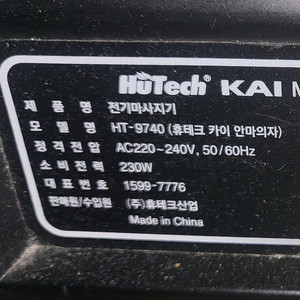 HüTech® KAI
제 품 명 전기마사지기
모 델 명 HT-9740 (휴테크 카이 안마의자)
정격전압 AC220~240V, 50/60Hz
소비전력 230W
대표번호 1599-7776
판매원/수입원 (주)휴테크산업
Made in China